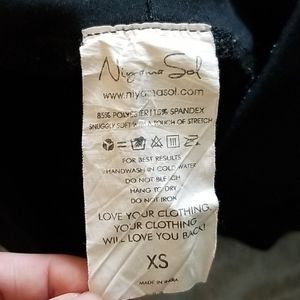 Niyama Sol
www.niyamasol.com
85% POLYESTER | 15% SPANDEX
SNUGGLY SOFT WITH A TOUCH OF STRETCH
FOR BEST RESULTS
HANDWASH IN COLD WATER
DO NOT BLEACH
HANG TO DRY
DO NOT IRON
LOVE YOUR CLOTHING
YOUR CLOTHING
WILL LOVE YOU BACK!
XS
MADE IN